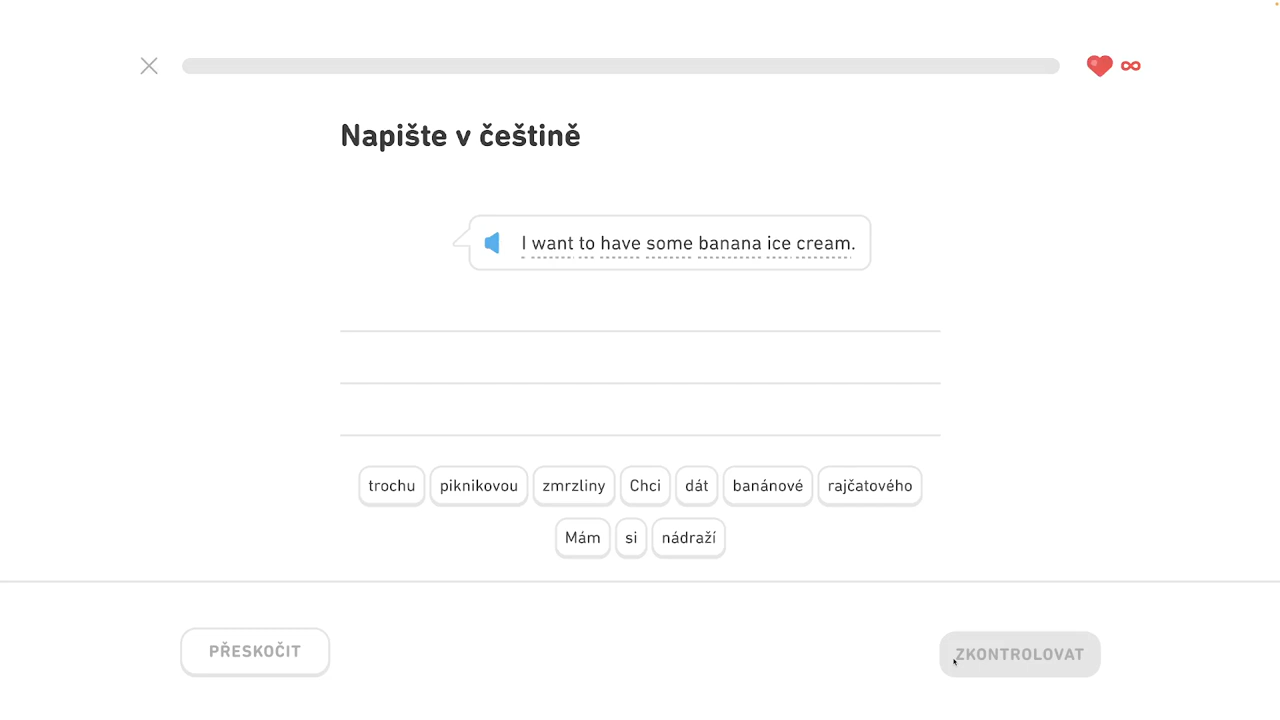 Napište v češtině
I want to have some banana ice cream.
trochu piknikovou zmrzliny Chci dát banánové rajčatového
Mám si nádraží
PŘESKOČIT ZKONTROLOVAT